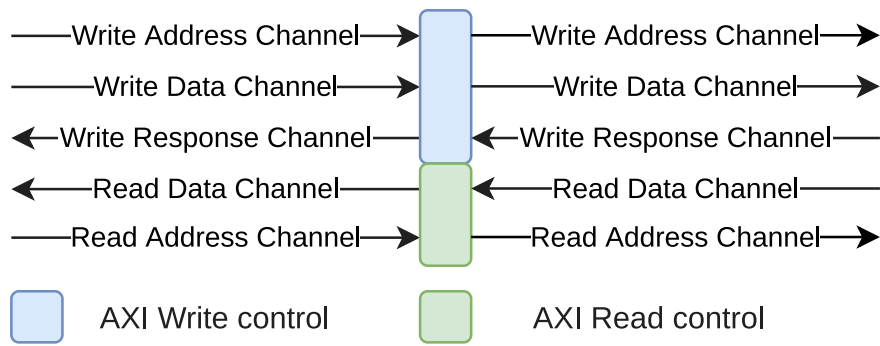 Write Address Channel Write Address Channel
Write Data Channel Write Data Channel
Write Response Channel Write Response Channel
Read Data Channel Read Data Channel
Read Address Channel Read Address Channel
AXI Write control AXI Read control